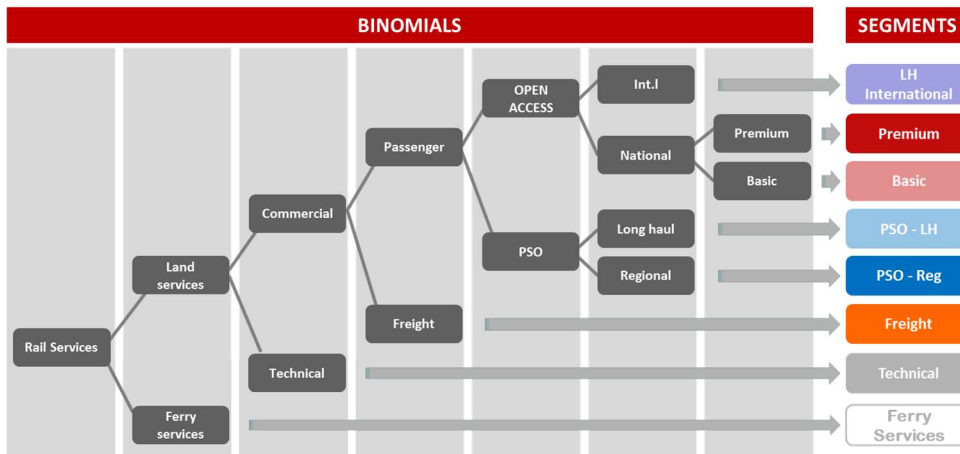 BINOMIALS
SEGMENTS
OPEN
ACCESS
Int.l
LH
International
Passenger
National
Premium
Premium
Basic
Basic
Commercial
Long haul
PSO - LH
PSO
Land
services
Regional
PSO - Reg
Rail Services
Freight
Freight
Technical
Technical
Ferry
services
Ferry
Services